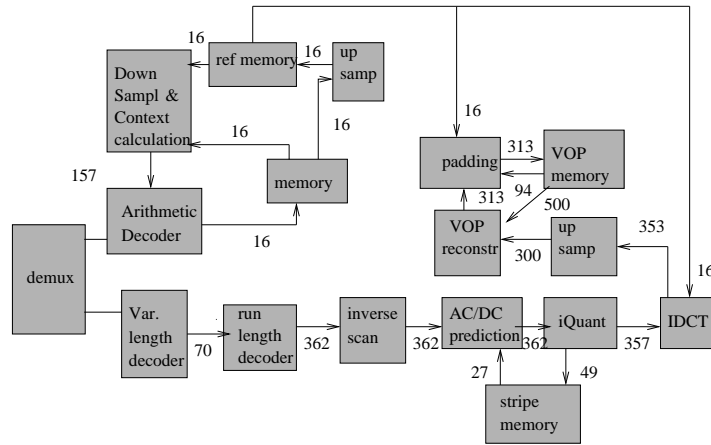 16
16
ref memory
up
samp
Down
Sampl &
Context
calculation
16
16
16
313
padding
VOP
memory
157
memory
94
313
500
Arithmetic
Decoder
VOP
reconstr
up
samp
353
16
300
demux
16
Var.
length
decoder
run
length
decoder
inverse
scan
AC/DC
prediction
iQuant
IDCT
70
362
362
362
357
27
49
stripe
memory